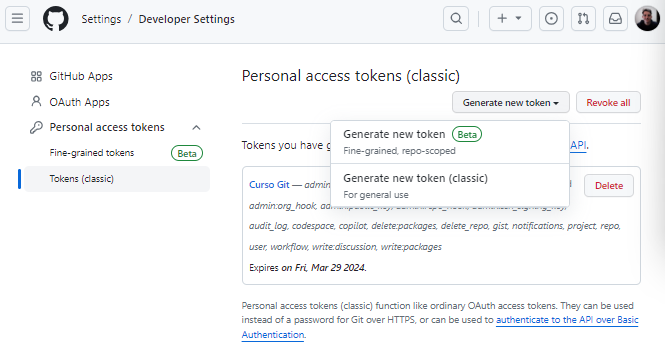 Settings / Developer Settings
GitHub Apps
OAuth Apps
Personal access tokens
Fine-grained tokens Beta
Tokens (classic)
Personal access tokens (classic)
Generate new token Revoke all
Generate new token Beta
Fine-grained, repo-scoped
Generate new token (classic)
For general use
Tokens you have g API.
Curso Git — admin
Delete
admin:org_hook,
audit_log, codespace, copilot, delete:packages, delete_repo, gist, notifications, project, repo,
user, workflow, write:discussion, write:packages
Expires on Fri, Mar 29 2024.
Personal access tokens (classic) function like ordinary OAuth access tokens. They can be used
instead of a password for Git over HTTPS, or can be used to authenticate to the API over Basic
Authentication.